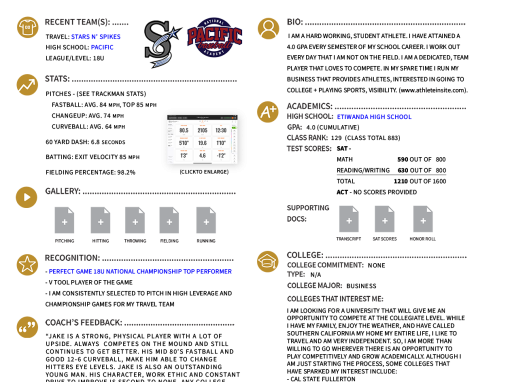 RECENT TEAM(S): .......
TRAVEL: STARS N' SPIKES
HIGH SCHOOL: PACIFIC
LEAGUE/LEVEL: 18U
S
NATIONAL
PACIFIC
ACADEMY
STATS: ......................................................
PITCHES - (SEE TRACKMAN STATS)
FASTBALL: AVG. 84 MPH, TOP 85 MPH
CHANGEUP: AVG. 74 MPH
CURVEBALL: AVG. 64 MPH
60 YARD DASH: 6.8 SECONDS
BATTING: EXIT VELOCITY 85 MPH
FIELDING PERCENTAGE: 98.2%
80.5 2105 12:30
5'10" 19.6 1'10"
1'3" 4.6 -1'2"
(CLICK TO ENLARGE)
GALLERY: ..................................................
PITCHING HITTING THROWING FIELDING RUNNING
RECOGNITION: ...........................................
- PERFECT GAME 18U NATIONAL CHAMPIONSHIP TOP PERFORMER
- V TOOL PLAYER OF THE GAME
- I AM CONSISTENTLY SELECTED TO PITCH IN HIGH LEVERAGE AND
CHAMPIONSHIP GAMES FOR MY TRAVEL TEAM
COACH'S FEEDBACK: ...................................
"JAKE IS A STRONG, PHYSICAL PLAYER WITH A LOT OF
UPSIDE. ALWAYS COMPETES ON THE MOUND AND STILL
CONTINUES TO GET BETTER. HIS MID 80'S FASTBALL AND
GOOD 12-6 CURVEBALL, MAKE HIM ABLE TO CHANGE
HITTERS EYE LEVELS. JAKE IS ALSO AN OUTSTANDING
YOUNG MAN. HIS CHARACTER, WORK ETHIC AND CONSTANT
DRIVE TO IMPROVE IS SECOND TO NONE. ANY COLLEGE
BIO: ......................................................
I AM A HARD WORKING, STUDENT ATHLETE. I HAVE ATTAINED A
4.0 GPA EVERY SEMESTER OF MY SCHOOL CAREER. I WORK OUT
EVERY DAY THAT I AM NOT ON THE FIELD. I AM A DEDICATED, TEAM
PLAYER THAT LOVES TO COMPETE, IN MY SPARE TIME I RUN MY
BUSINESS THAT PROVIDES ATHLETES, INTERESTED IN GOING TO
COLLEGE + PLAYING SPORTS, VISIBILITY. (www.athleteinsite.com).
A+
ACADEMICS: ..............................................
HIGH SCHOOL: ETIWANDA HIGH SCHOOL
GPA: 4.0 (CUMULATIVE)
CLASS RANK: 129 (CLASS TOTAL 883)
TEST SCORES: SAT -
MATH 590 OUT OF 800
READING/WRITING 630 OUT OF 800
TOTAL 1210 OUT OF 1600
ACT - NO SCORES PROVIDED
SUPPORTING
DOCS:
TRANSCRIPT SAT SCORES HONOR ROLL
COLLEGE: ................................................
COLLEGE COMMITMENT: NONE
TYPE: N/A
COLLEGE MAJOR: BUSINESS
COLLEGES THAT INTEREST ME:
I AM LOOKING FOR A UNIVERSITY THAT WILL GIVE ME AN
OPPORTUNITY TO COMPETE AT THE COLLEGIATE LEVEL. WHILE
I HAVE MY FAMILY, ENJOY THE WEATHER, AND HAVE CALLED
SOUTHERN CALIFORNIA MY HOME MY ENTIRE LIFE, I LIKE TO
TRAVEL AND AM VERY INDEPENDENT. SO, I AM MORE THAN
WILLING TO GO WHEREVER THERE IS AN OPPORTUNITY TO
PLAY COMPETITIVELY AND GROW ACADEMICALLY. ALTHOUGH I
AM JUST STARTING THE PROCESS, SOME COLLEGES THAT
HAVE SPARKED MY INTEREST INCLUDE:
- CAL STATE FULLERTON